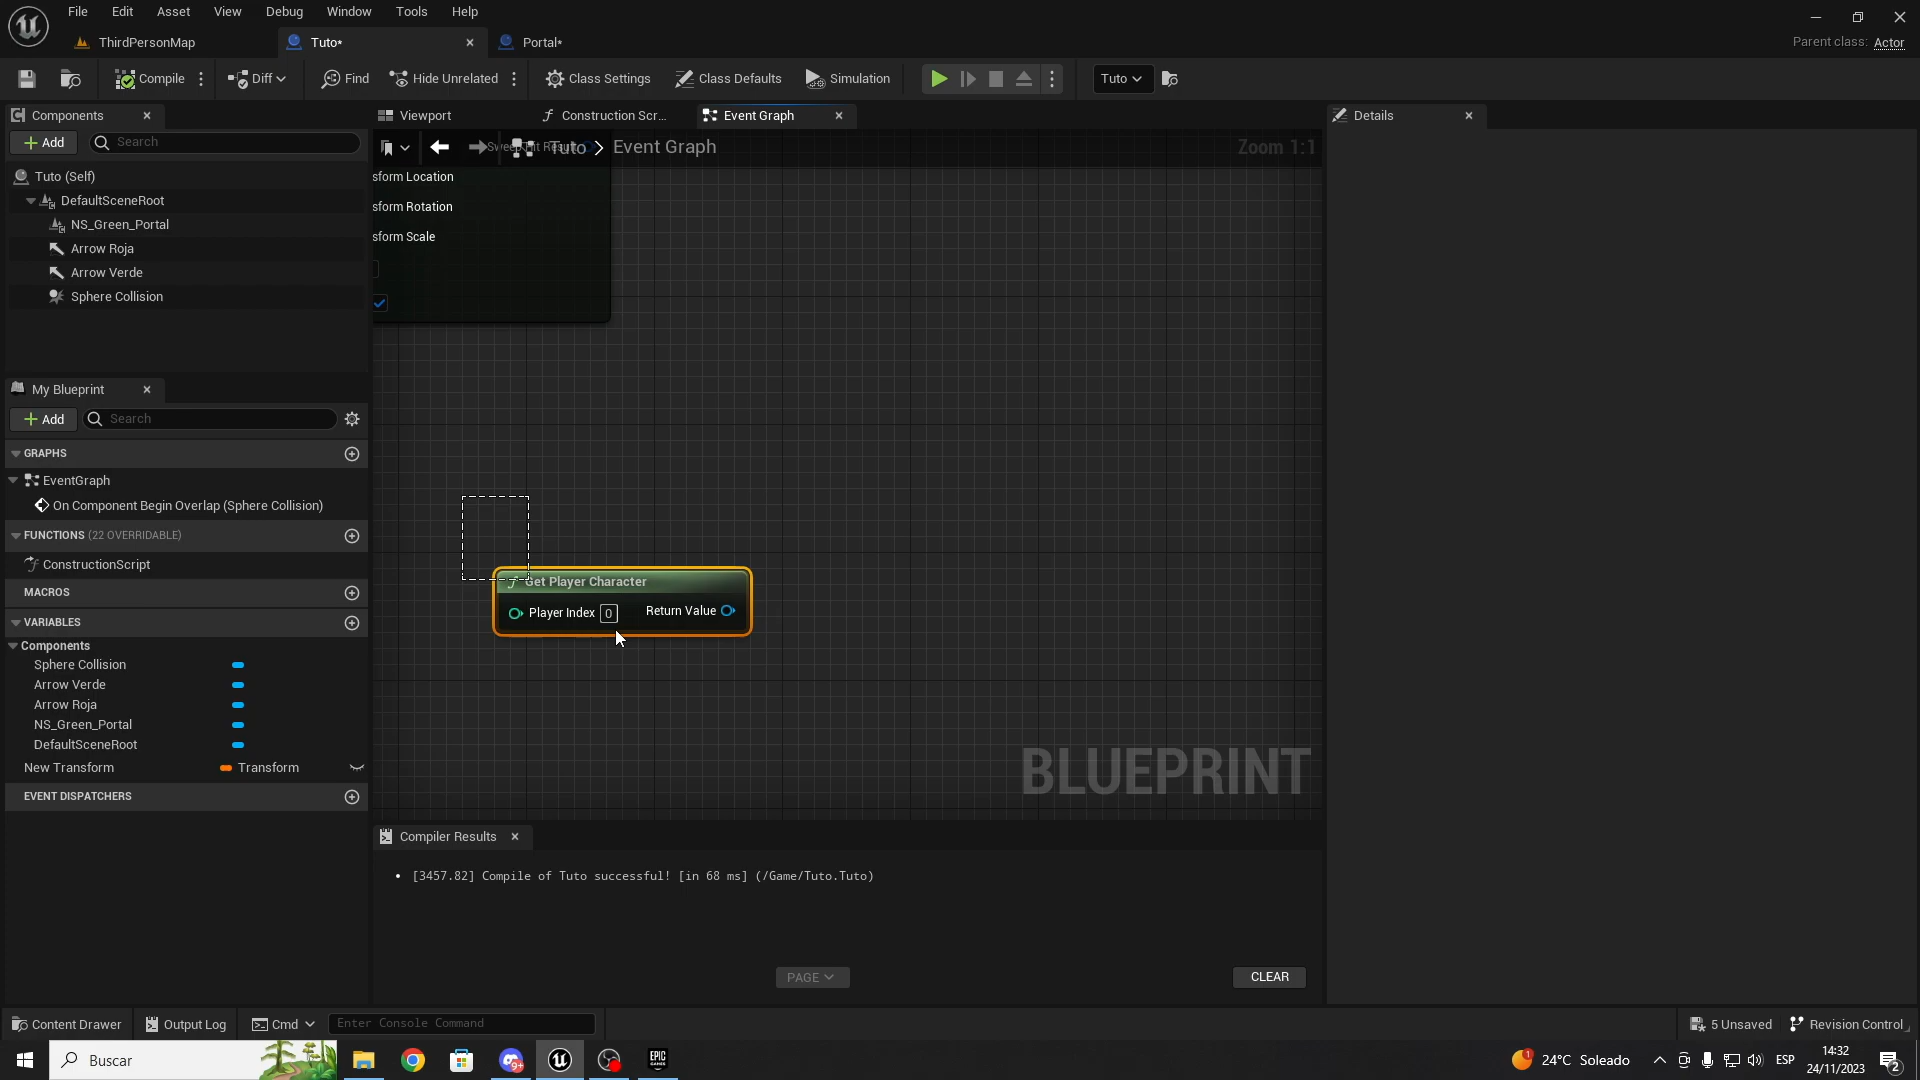 File Edit Asset View Debug Window Tools Help
ThirdPersonMap
Tuto*
Portal*
Parent class: Actor
Compile
Diff
Find
Hide Unrelated
Class Settings
Class Defaults
Simulation
Tuto
Components
Add
Search
Tuto (Self)
DefaultSceneRoot
NS_Green_Portal
Arrow Roja
Arrow Verde
Sphere Collision
My Blueprint
Add
Search
GRAPHS
EventGraph
On Component Begin Overlap (Sphere Collision)
FUNCTIONS (22 OVERRIDABLE)
ConstructionScript
MACROS
VARIABLES
Components
Sphere Collision
Arrow Verde
Arrow Roja
NS_Green_Portal
DefaultSceneRoot
New Transform Transform
EVENT DISPATCHERS
Viewport
Construction Scr...
Event Graph
Tuto > Event Graph
Zoom 1:1
sform Location
sform Rotation
sform Scale
Get Player Character
Player Index 0 Return Value
BLUEPRINT
Compiler Results
• [3457.82] Compile of Tuto successful! [in 68 ms] (/Game/Tuto.Tuto)
PAGE
CLEAR
Details
Content Drawer
Output Log
Cmd
Enter Console Command
5 Unsaved
Revision Control
Buscar
9+
EPIC
GAMES
1
24°C Soleado
ESP
14:32
24/11/2023
2